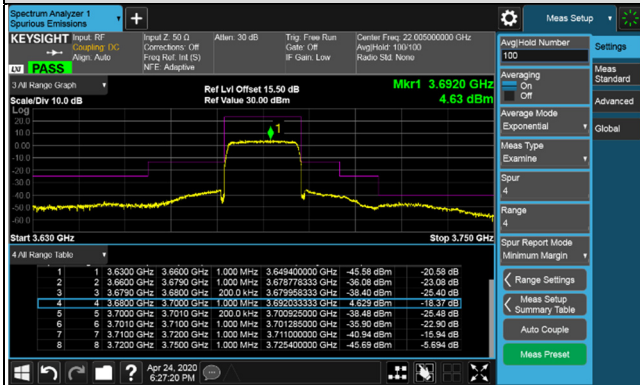 Spectrum Analyzer 1
Spurious Emissions
Meas Setup
KEYSIGHT
Input: RF
Coupling: DC
Align: Auto
Input Z: 50 Ω
Corrections: Off
Freq Ref: Int (S)
NFE: Adaptive
Atten: 30 dB
Trig: Free Run
Gate: Off
IF Gain: Low
Center Freq: 22.005000000 GHz
Avg|Hold: 100/100
Radio Std: None
LXI PASS
3 All Range Graph
Scale/Div 10.0 dB
Ref Lvl Offset 15.50 dB
Ref Value 30.00 dBm
Mkr1 3.6920 GHz
4.63 dBm
Log
20.0
10.0
0.00
-10.0
-20.0
-30.0
-40.0
-50.0
-60.0
1
Start 3.630 GHz
Stop 3.750 GHz
4 All Range Table
1 1 3.6300 GHz 3.6600 GHz 1.000 MHz 3.649400000 GHz -45.58 dBm -20.58 dB
2 2 3.6600 GHz 3.6790 GHz 1.000 MHz 3.678778333 GHz -36.08 dBm -23.08 dB
3 3 3.6790 GHz 3.6800 GHz 200.0 kHz 3.679958333 GHz -38.40 dBm -25.40 dB
4 4 3.6800 GHz 3.7000 GHz 1.000 MHz 3.692033333 GHz 4.629 dBm -18.37 dB
5 5 3.7000 GHz 3.7010 GHz 200.0 kHz 3.700925000 GHz -38.48 dBm -25.48 dB
6 6 3.7010 GHz 3.7100 GHz 1.000 MHz 3.701285000 GHz -35.90 dBm -22.90 dB
7 7 3.7100 GHz 3.7200 GHz 1.000 MHz 3.711000000 GHz -40.94 dBm -15.94 dB
8 8 3.7200 GHz 3.7500 GHz 1.000 MHz 3.725400000 GHz -45.69 dBm -5.694 dB
Avg|Hold Number
100
Averaging
On
Off
Average Mode
Exponential
Meas Type
Examine
Spur
4
Range
4
Spur Report Mode
Minimum Margin
Range Settings
Meas Setup
Summary Table
Auto Couple
Meas Preset
Settings
Meas
Standard
Advanced
Global
?
Apr 24, 2020
6:27:20 PM